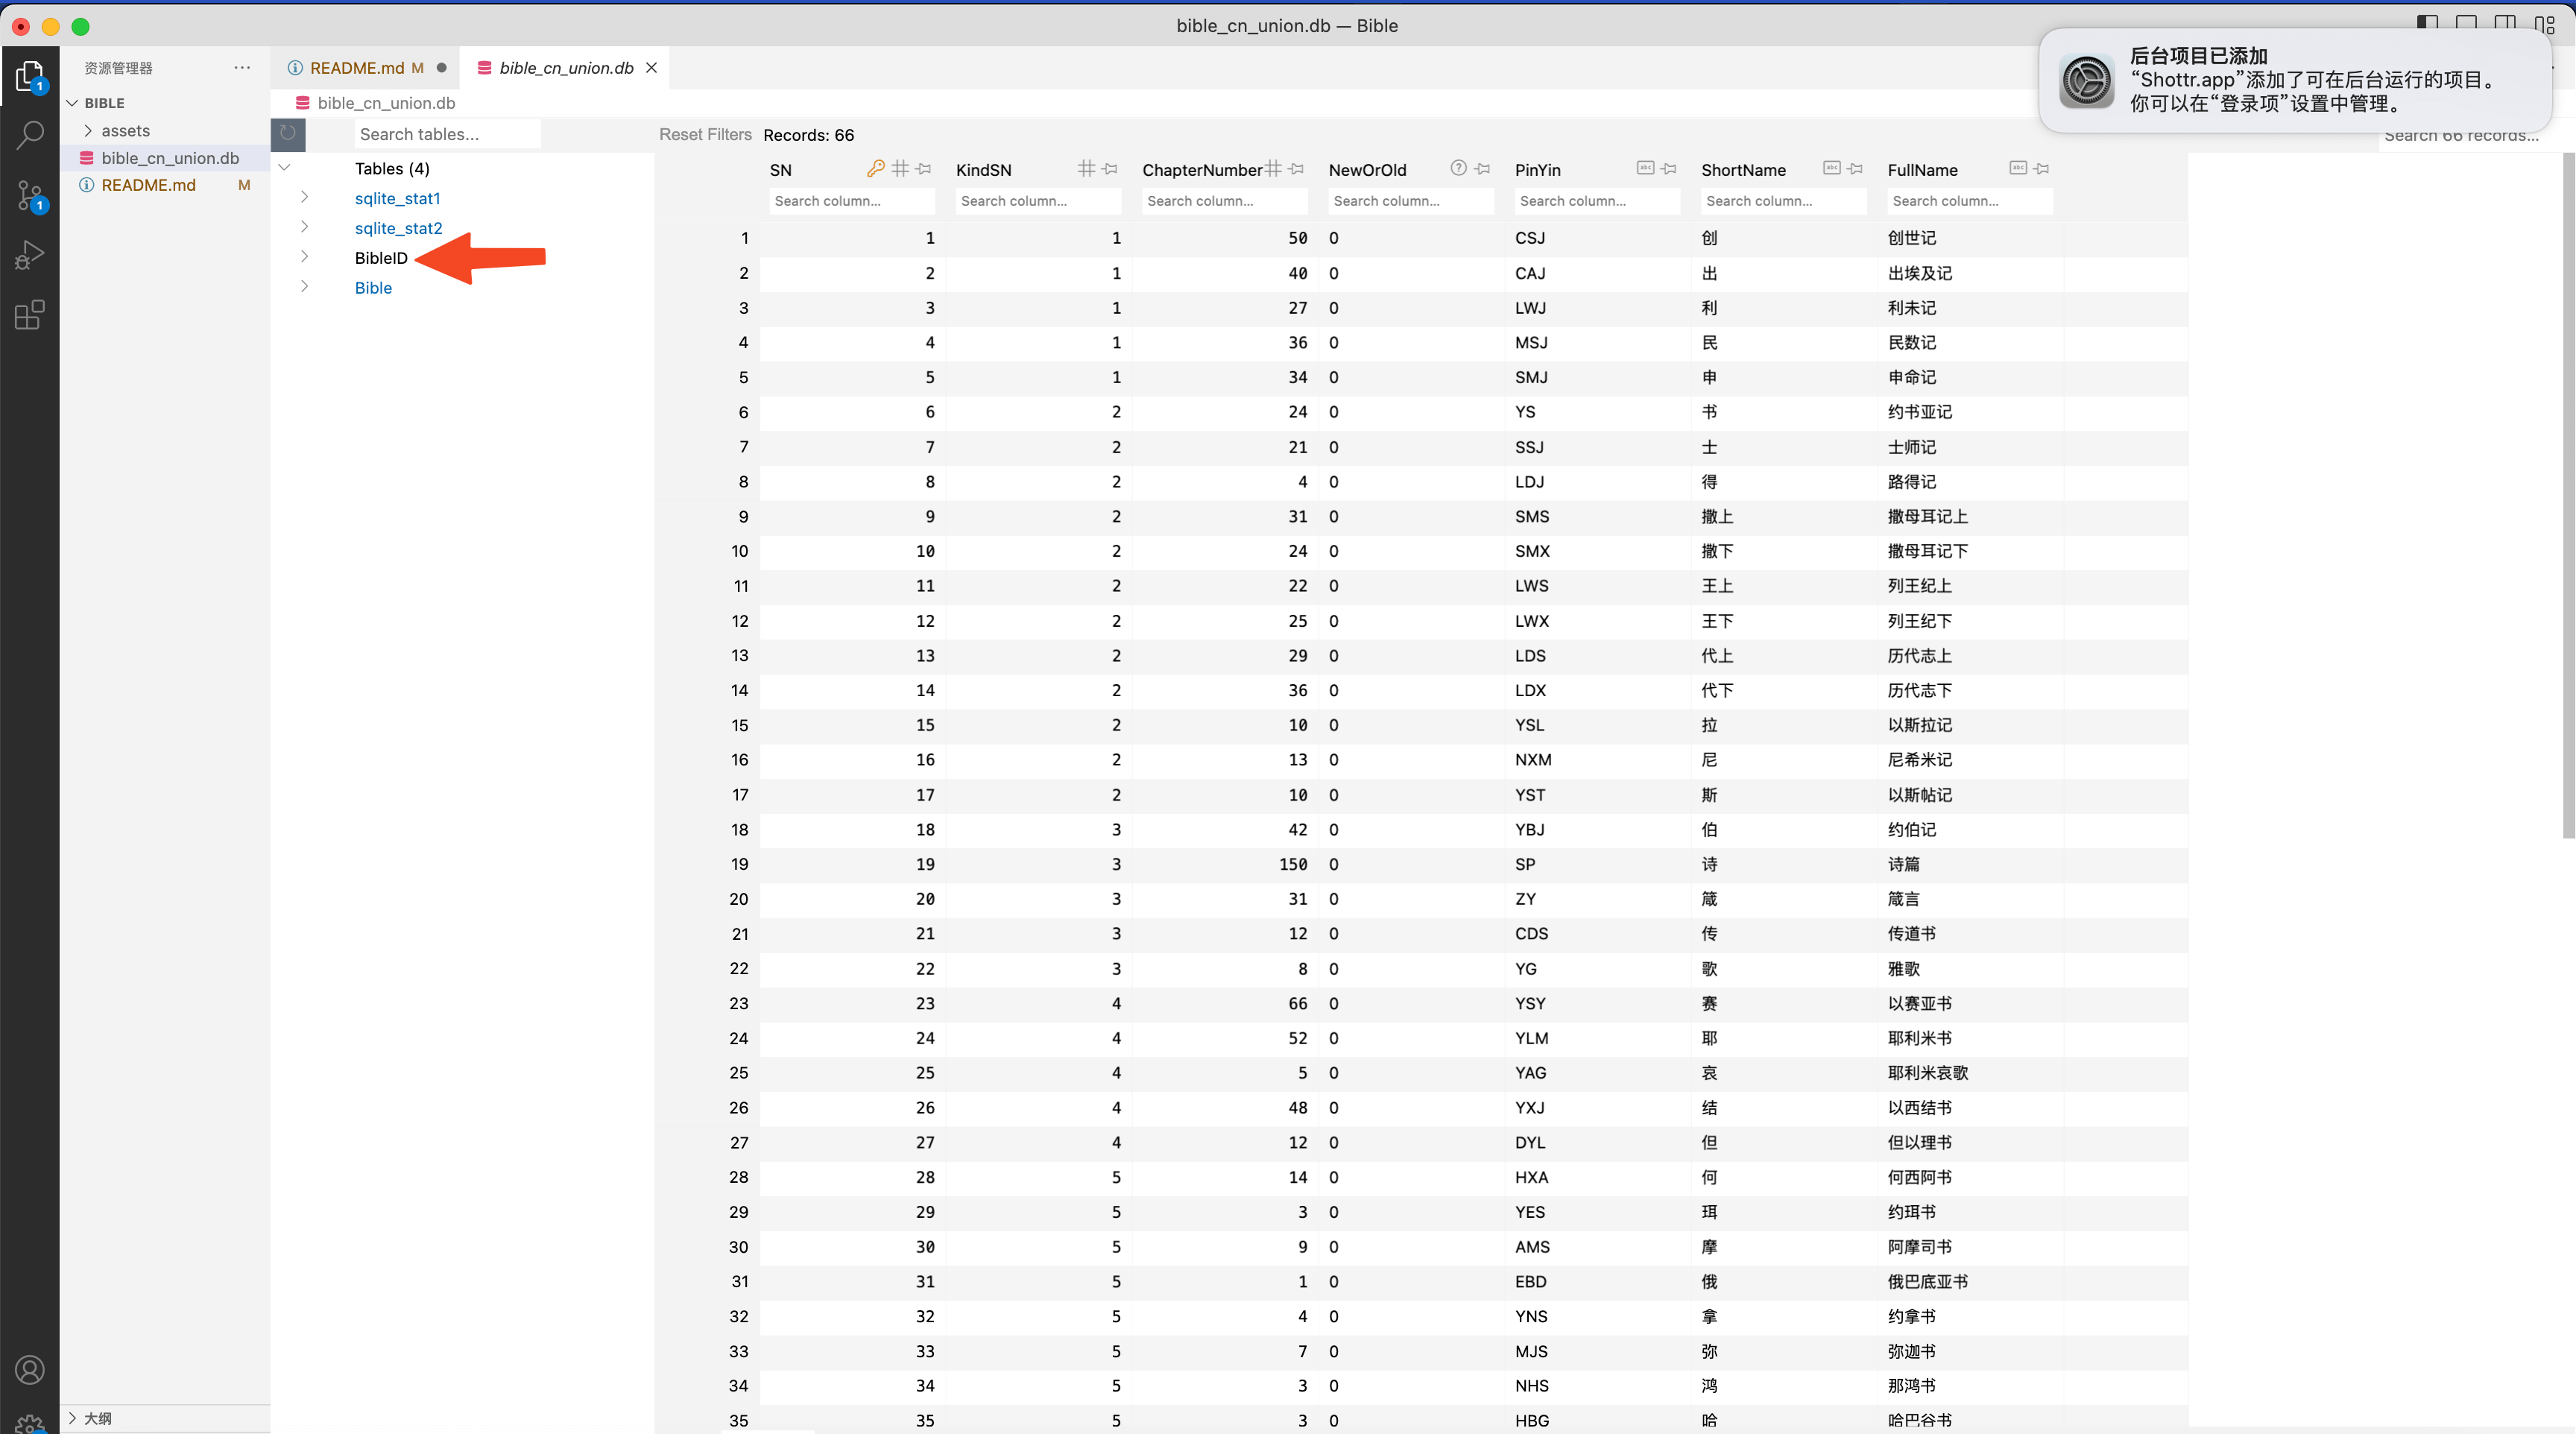 bible_cn_union.db — Bible
后台项目已添加
“Shottr.app”添加了可在后台运行的项目。
你可以在“登录项”设置中管理。
资源管理器
README.md M
bible_cn_union.db
BIBLE
assets
bible_cn_union.db
README.md M
1
1
大纲
bible_cn_union.db
Search tables...
Reset Filters Records: 66
Search 66 records...
Tables (4)
sqlite_stat1
sqlite_stat2
BibleID
Bible
SN KindSN ChapterNumber NewOrOld PinYin ShortName FullName
Search column... Search column... Search column... Search column... Search column... Search column... Search column...
1 1 1 50 0 CSJ 创 创世记
2 2 1 40 0 CAJ 出 出埃及记
3 3 1 27 0 LWJ 利 利未记
4 4 1 36 0 MSJ 民 民数记
5 5 1 34 0 SMJ 申 申命记
6 6 2 24 0 YS 书 约书亚记
7 7 2 21 0 SSJ 士 士师记
8 8 2 4 0 LDJ 得 路得记
9 9 2 31 0 SMS 撒上 撒母耳记上
10 10 2 24 0 SMX 撒下 撒母耳记下
11 11 2 22 0 LWS 王上 列王纪上
12 12 2 25 0 LWX 王下 列王纪下
13 13 2 29 0 LDS 代上 历代志上
14 14 2 36 0 LDX 代下 历代志下
15 15 2 10 0 YSL 拉 以斯拉记
16 16 2 13 0 NXM 尼 尼希米记
17 17 2 10 0 YST 斯 以斯帖记
18 18 3 42 0 YBJ 伯 约伯记
19 19 3 150 0 SP 诗 诗篇
20 20 3 31 0 ZY 箴 箴言
21 21 3 12 0 CDS 传 传道书
22 22 3 8 0 YG 歌 雅歌
23 23 4 66 0 YSY 赛 以赛亚书
24 24 4 52 0 YLM 耶 耶利米书
25 25 4 5 0 YAG 哀 耶利米哀歌
26 26 4 48 0 YXJ 结 以西结书
27 27 4 12 0 DYL 但 但以理书
28 28 5 14 0 HXA 何 何西阿书
29 29 5 3 0 YES 珥 约珥书
30 30 5 9 0 AMS 摩 阿摩司书
31 31 5 1 0 EBD 俄 俄巴底亚书
32 32 5 4 0 YNS 拿 约拿书
33 33 5 7 0 MJS 弥 弥迦书
34 34 5 3 0 NHS 鸿 那鸿书
35 35 5 3 0 HBG 哈 哈巴谷书